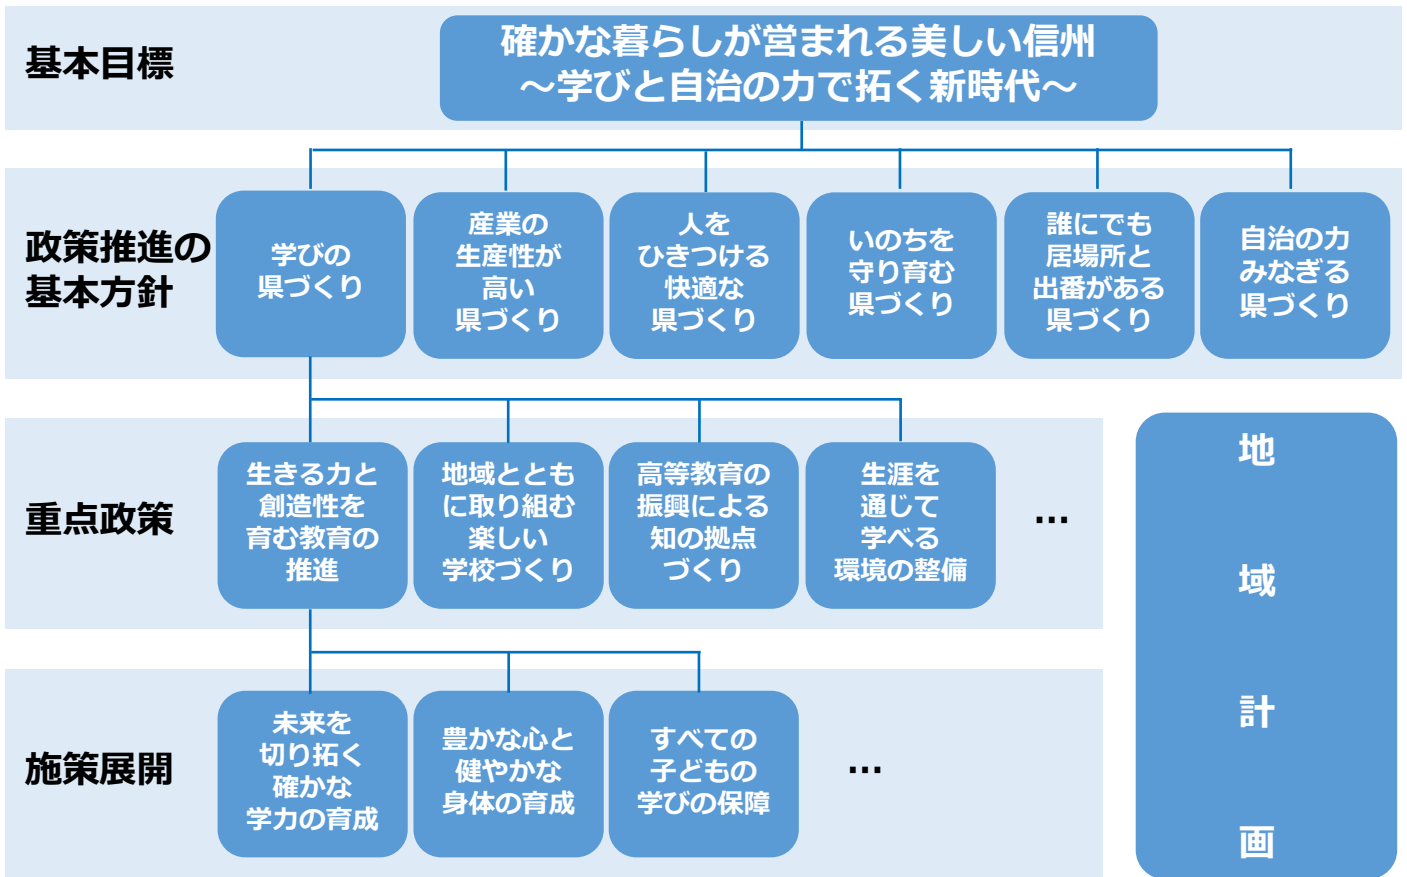 基本目標
確かな暮らしが営まれる美しい信州
～学びと自治の力で拓く新時代～
政策推進の
基本方針
学びの
県づくり
産業の
生産性が
高い
県づくり
人を
ひきつける
快適な
県づくり
いのちを
守り育む
県づくり
誰にでも
居場所と
出番がある
県づくり
自治の力
みなぎる
県づくり
重点政策
生きる力と
創造性を
育む教育の
推進
地域ととも
に取り組む
楽しい
学校づくり
高等教育の
振興による
知の拠点
づくり
生涯を
通じて
学べる
環境の整備
…
施策展開
未来を
切り拓く
確かな
学力の育成
豊かな心と
健やかな
身体の育成
すべての
子どもの
学びの保障
…
地
域
計
画